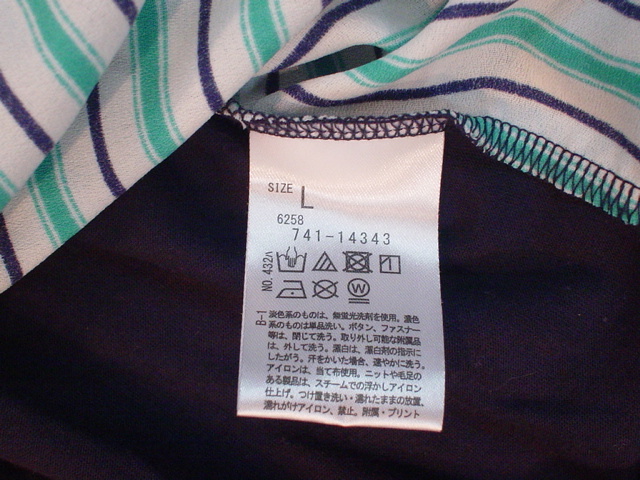 SIZE L
6258
741-14343
NO.432ハ
B-1
淡色系のものは、無蛍光洗剤を使用。濃色
系のものは単品洗い。ボタン、ファスナー
等は、閉じて洗う。取り外し可能な附属品
は、外して洗う。漂白は、漂白剤の指示に
したがう。汗をかいた場合、速やかに洗う。
アイロンは、当て布使用。ニットや毛足の
ある製品は、スチームでの浮かしアイロン
仕上げ。つけ置き洗い・濡れたままの放置、
濡れがけアイロン、禁止。附属・プリント